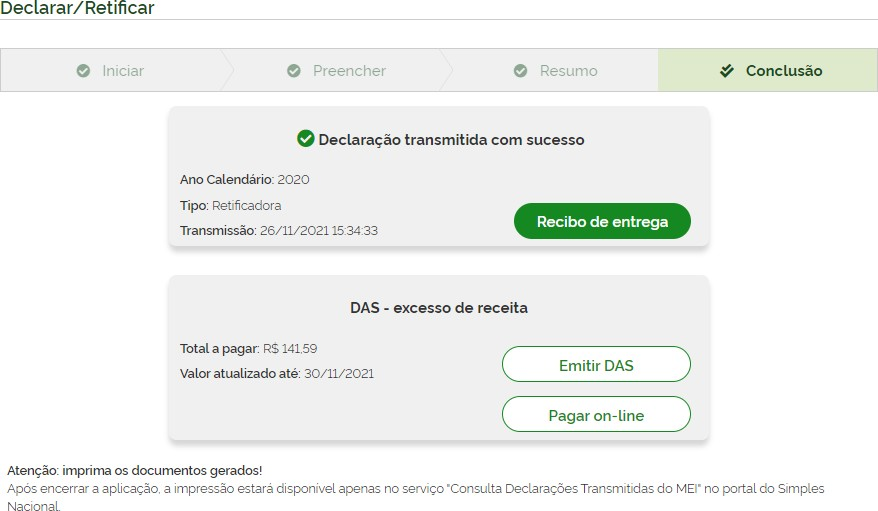 Declarar/Retificar
Iniciar
Preencher
Resumo
Conclusão
Declaração transmitida com sucesso
Ano Calendário: 2020
Tipo: Retificadora
Transmissão: 26/11/2021 15:34:33
Recibo de entrega
DAS - excesso de receita
Total a pagar: R$ 141,59
Valor atualizado até: 30/11/2021
Emitir DAS
Pagar on-line
Atenção: imprima os documentos gerados!
Após encerrar a aplicação, a impressão estará disponível apenas no serviço "Consulta Declarações Transmitidas do MEI" no portal do Simples
Nacional.